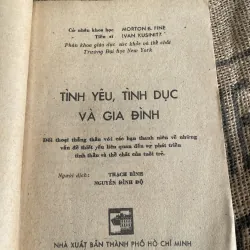 Cử nhân khoa học MORTON B. FINE
Tiến sĩ IVAN KUSINITZ
Phân khoa giáo dục sức khỏe và thể chất
Trường Đại học New York
TÌNH YÊU, TÌNH DỤC
VÀ GIA ĐÌNH
Đối thoại thẳng thắn với các bạn thanh niên về những
vấn đề thiết yếu liên quan đến sự phát triển
tinh thần và thể chất của tuổi trẻ.
Người dịch: THẠCH BÌNH
NGUYỄN ĐÌNH ĐỘ
NHÀ XUẤT BẢN THÀNH PHỐ HỒ CHÍ MINH